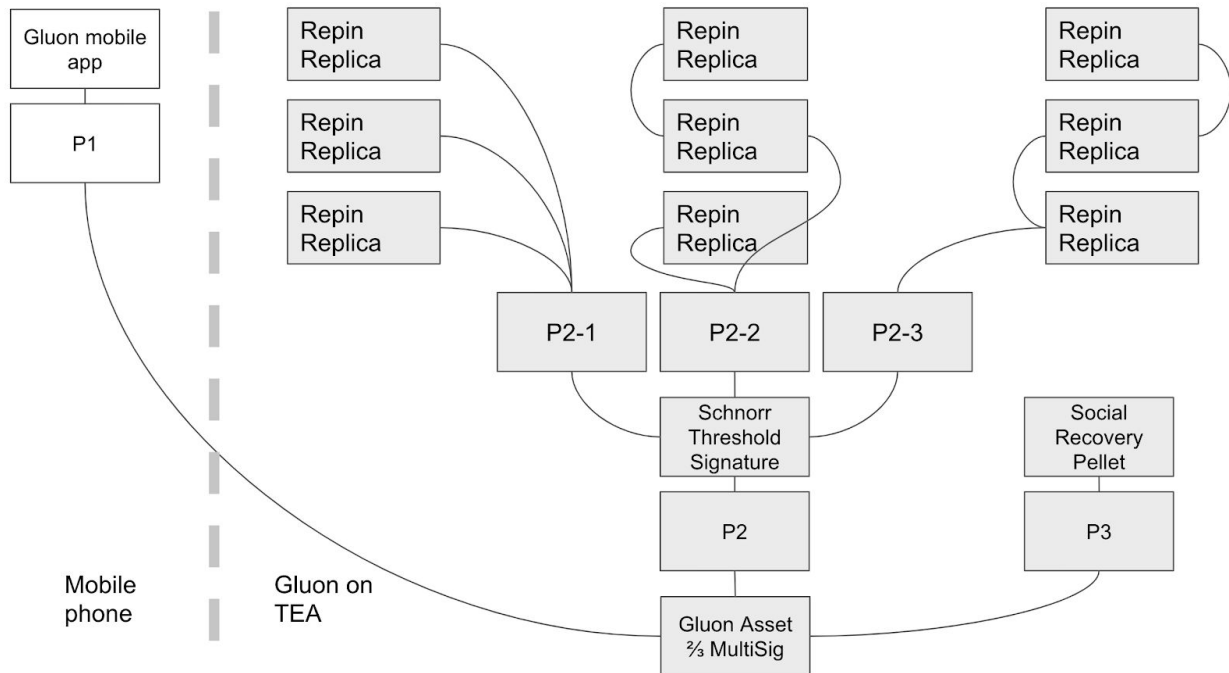 Gluon mobile
app
P1
Repin
Replica
Repin
Replica
Repin
Replica
Repin
Replica
Repin
Replica
Repin
Replica
Repin
Replica
Repin
Replica
Repin
Replica
P2-1
P2-2
P2-3
Schnorr
Threshold
Signature
Social
Recovery
Pellet
P2
P3
Mobile
phone
Gluon on
TEA
Gluon Asset
⅔ MultiSig